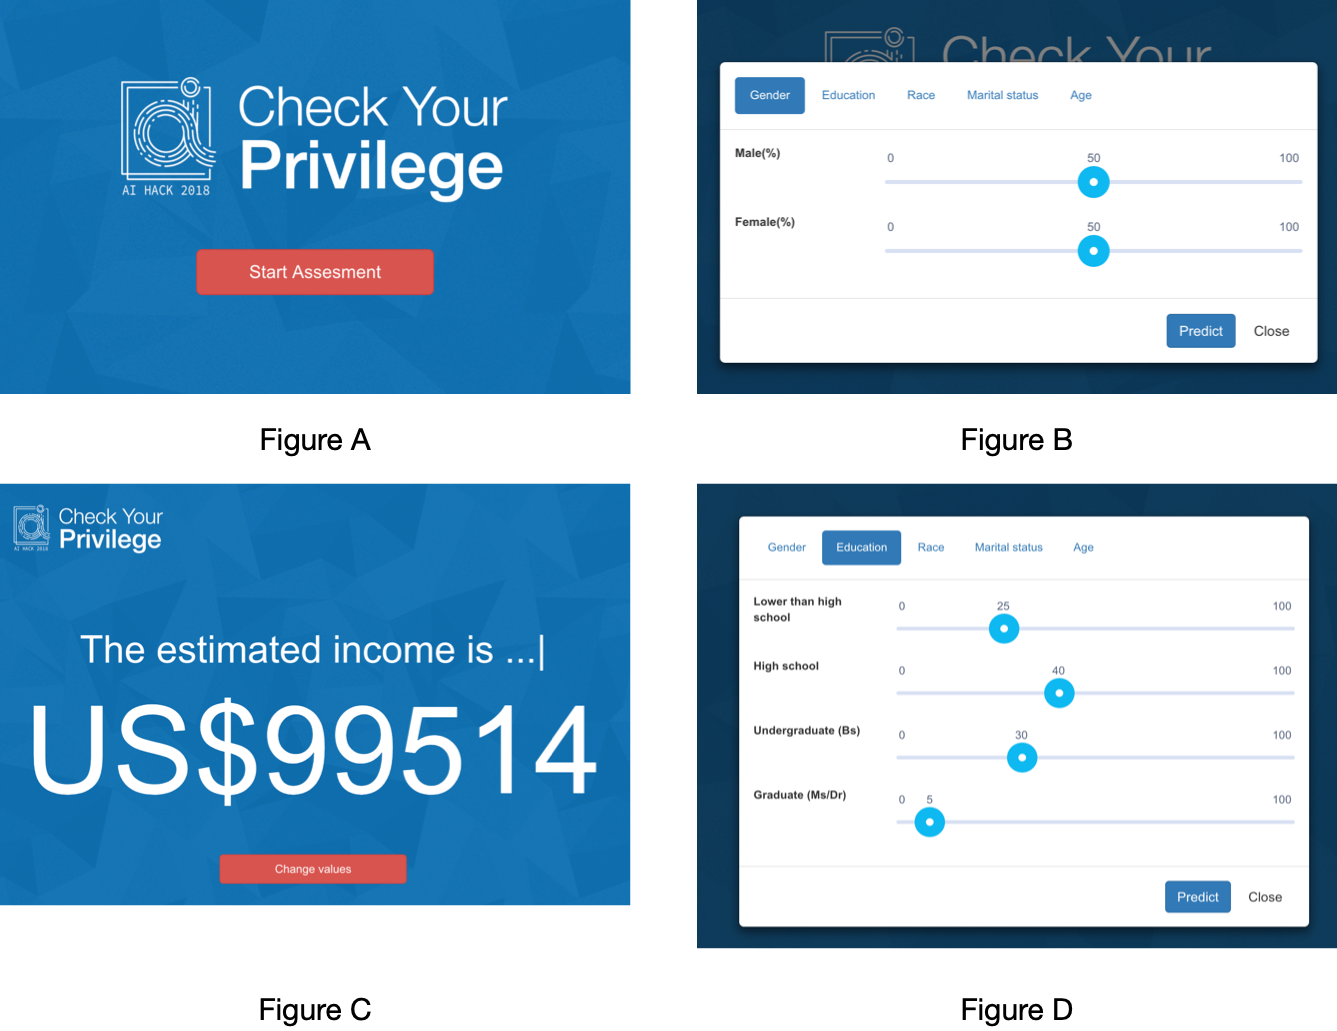 Check Your
Privilege
AI HACK 2018
Start Assesment
Figure A
Check Your
Gender Education Race Marital status Age
Male(%) 0 50 100
Female(%) 0 50 100
Predict Close
Figure B
Check Your
Privilege
AI HACK 2018
The estimated income is ...|
US$99514
Change values
Figure C
Gender Education Race Marital status Age
Lower than high
school
0 25 100
High school 0 40 100
Undergraduate (Bs) 0 30 100
Graduate (Ms/Dr) 0 5 100
Predict Close
Figure D